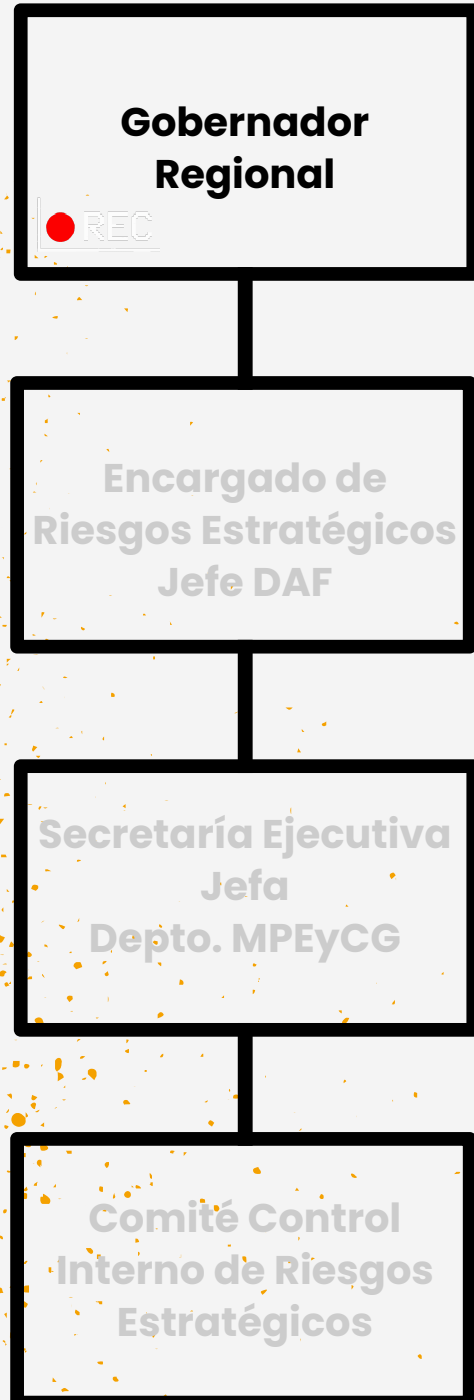 Gobernador
Regional
REC
Encargado de
Riesgos Estratégicos
Jefe DAF
Secretaría Ejecutiva
Jefa
Depto. MPEyCG
Comité Control
Interno de Riesgos
Estratégicos